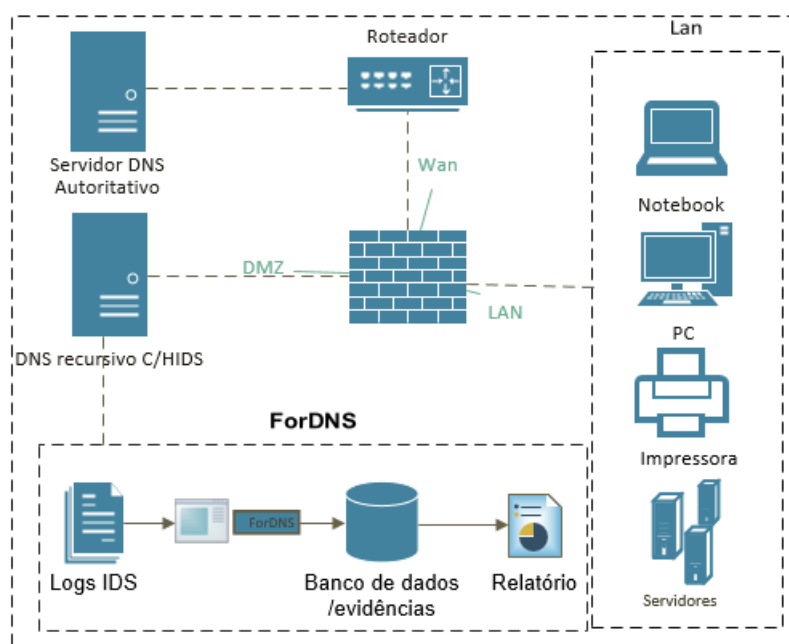 Lan
Roteador
Servidor DNS
Autoritativo
Wan
Notebook
DMZ
LAN
DNS recursivo C/HIDS
PC
ForDNS
Impressora
ForDNS
Logs IDS
Banco de dados
/evidências
Relatório
Servidores